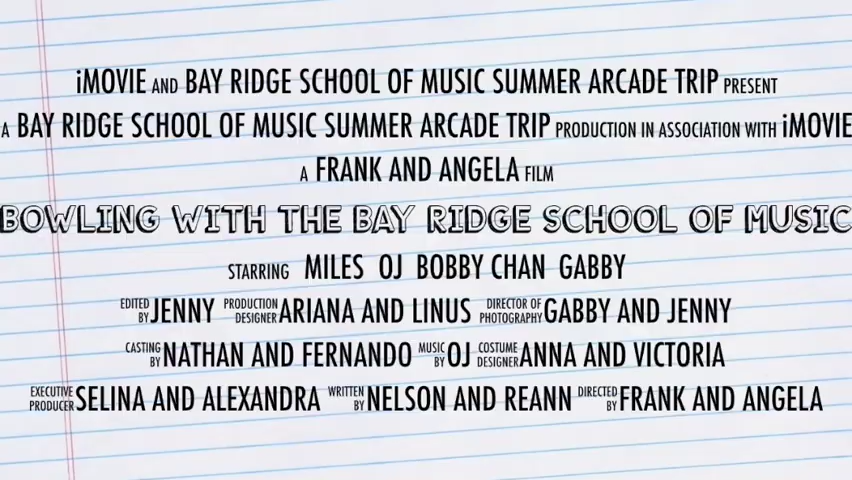 iMOVIE AND BAY RIDGE SCHOOL OF MUSIC SUMMER ARCADE TRIP PRESENT
A BAY RIDGE SCHOOL OF MUSIC SUMMER ARCADE TRIP PRODUCTION IN ASSOCIATION WITH iMOVIE
A FRANK AND ANGELA FILM
BOWLING WITH THE BAY RIDGE SCHOOL OF MUSIC
STARRING MILES OJ BOBBY CHAN GABBY
EDITED BY JENNY PRODUCTION DESIGNER ARIANA AND LINUS DIRECTOR OF PHOTOGRAPHY GABBY AND JENNY
CASTING BY NATHAN AND FERNANDO MUSIC BY OJ COSTUME DESIGNER ANNA AND VICTORIA
EXECUTIVE PRODUCER SELINA AND ALEXANDRA WRITTEN BY NELSON AND REANN DIRECTED BY FRANK AND ANGELA